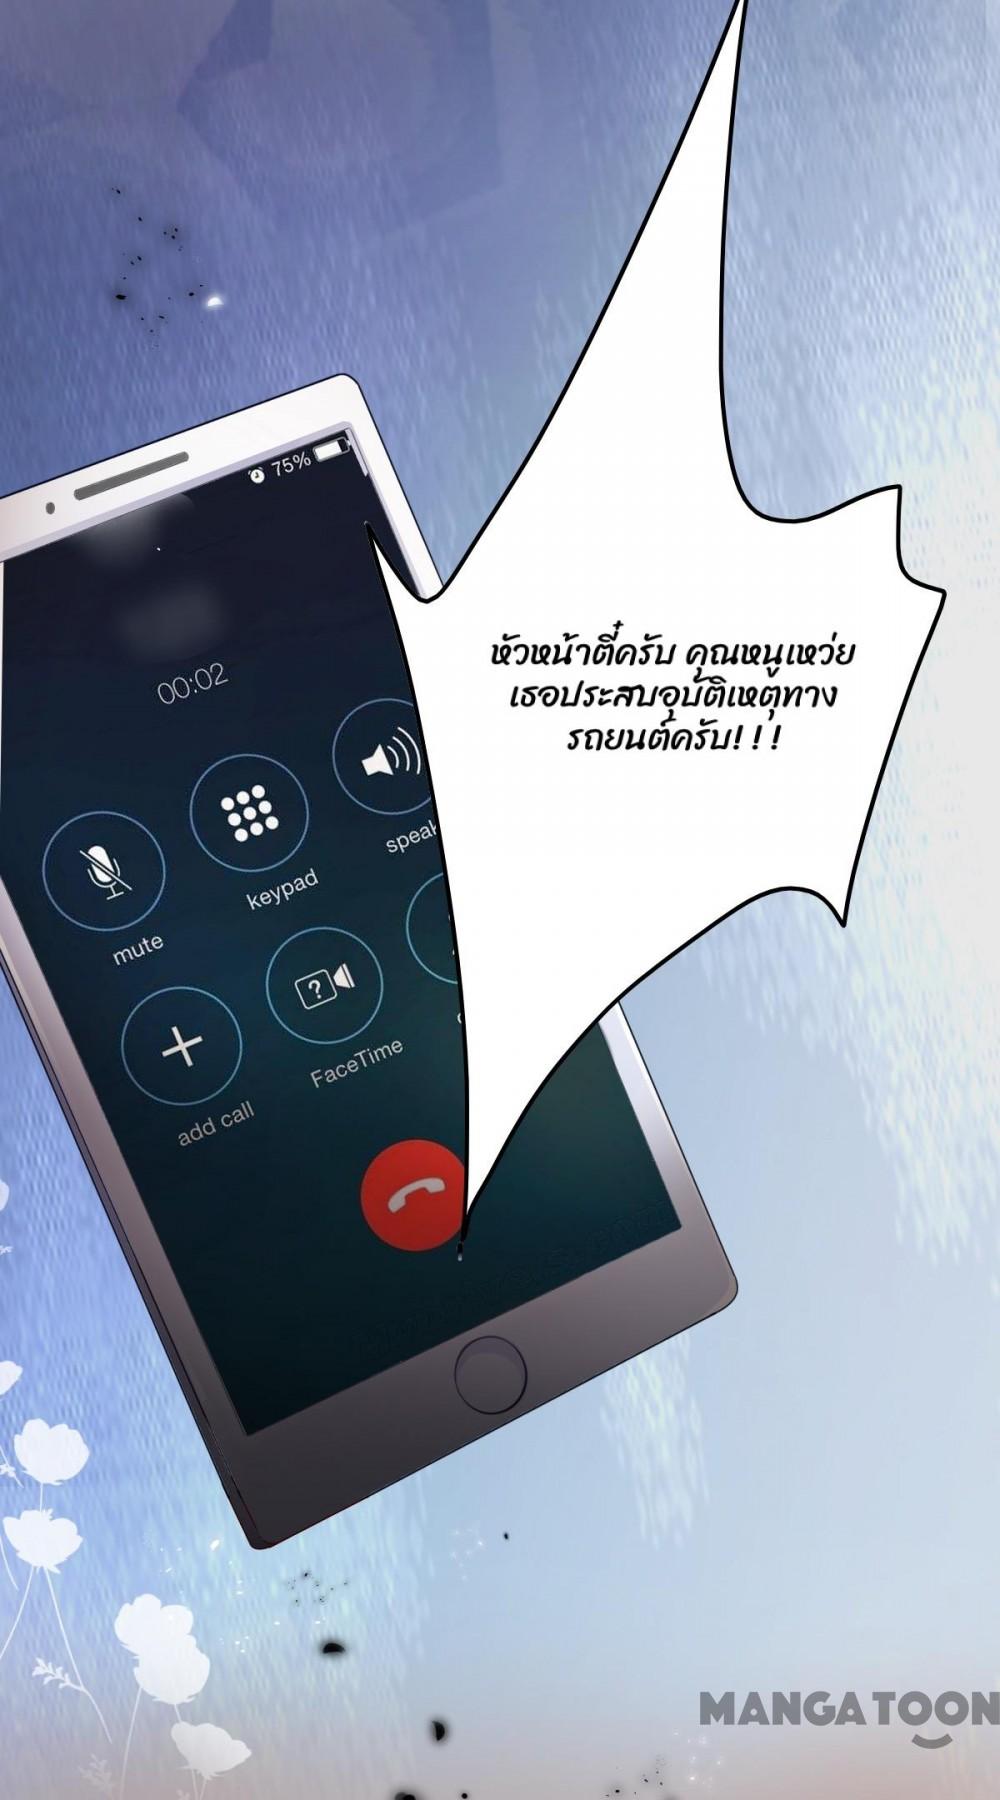 75%
00:02
mute
keypad
speak
add call
FaceTime
หัวหน้าตี๋ครับ คุณหนูเหว่ย
เธอประสบอุบัติเหตุทาง
รถยนต์ครับ!!!
MANGATOON